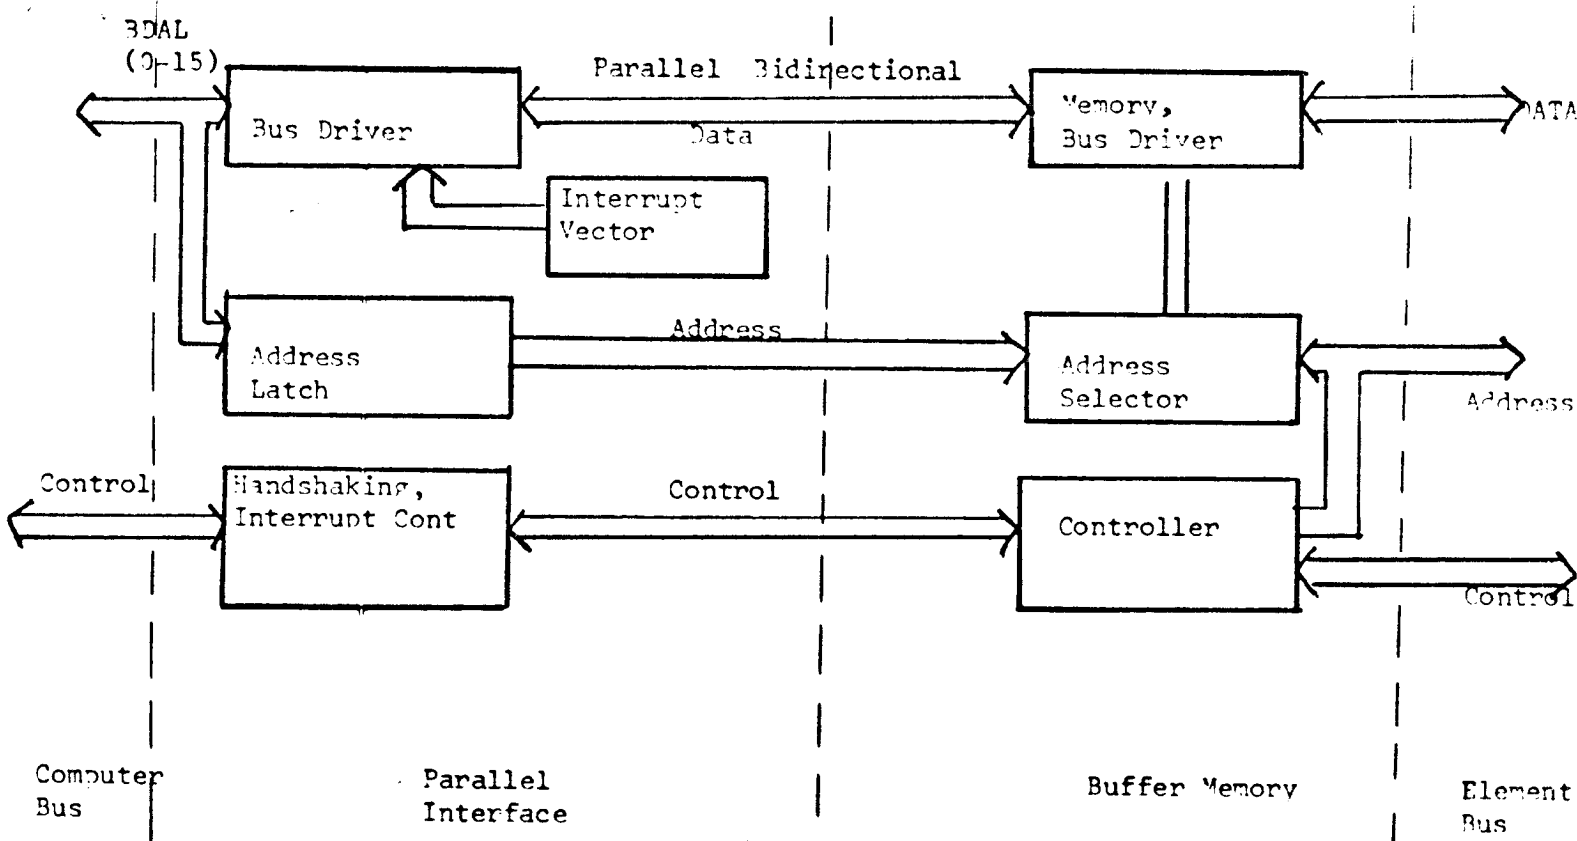 BDAL
(0-15)
Parallel Bidirectional
Data
Bus Driver
Memory,
Bus Driver
DATA
Interrupt
Vector
Address
Address
Latch
Address
Selector
Address
Control
Handshaking,
Interrupt Cont
Control
Controller
Control
Computer
Bus
Parallel
Interface
Buffer Memory
Element
Bus